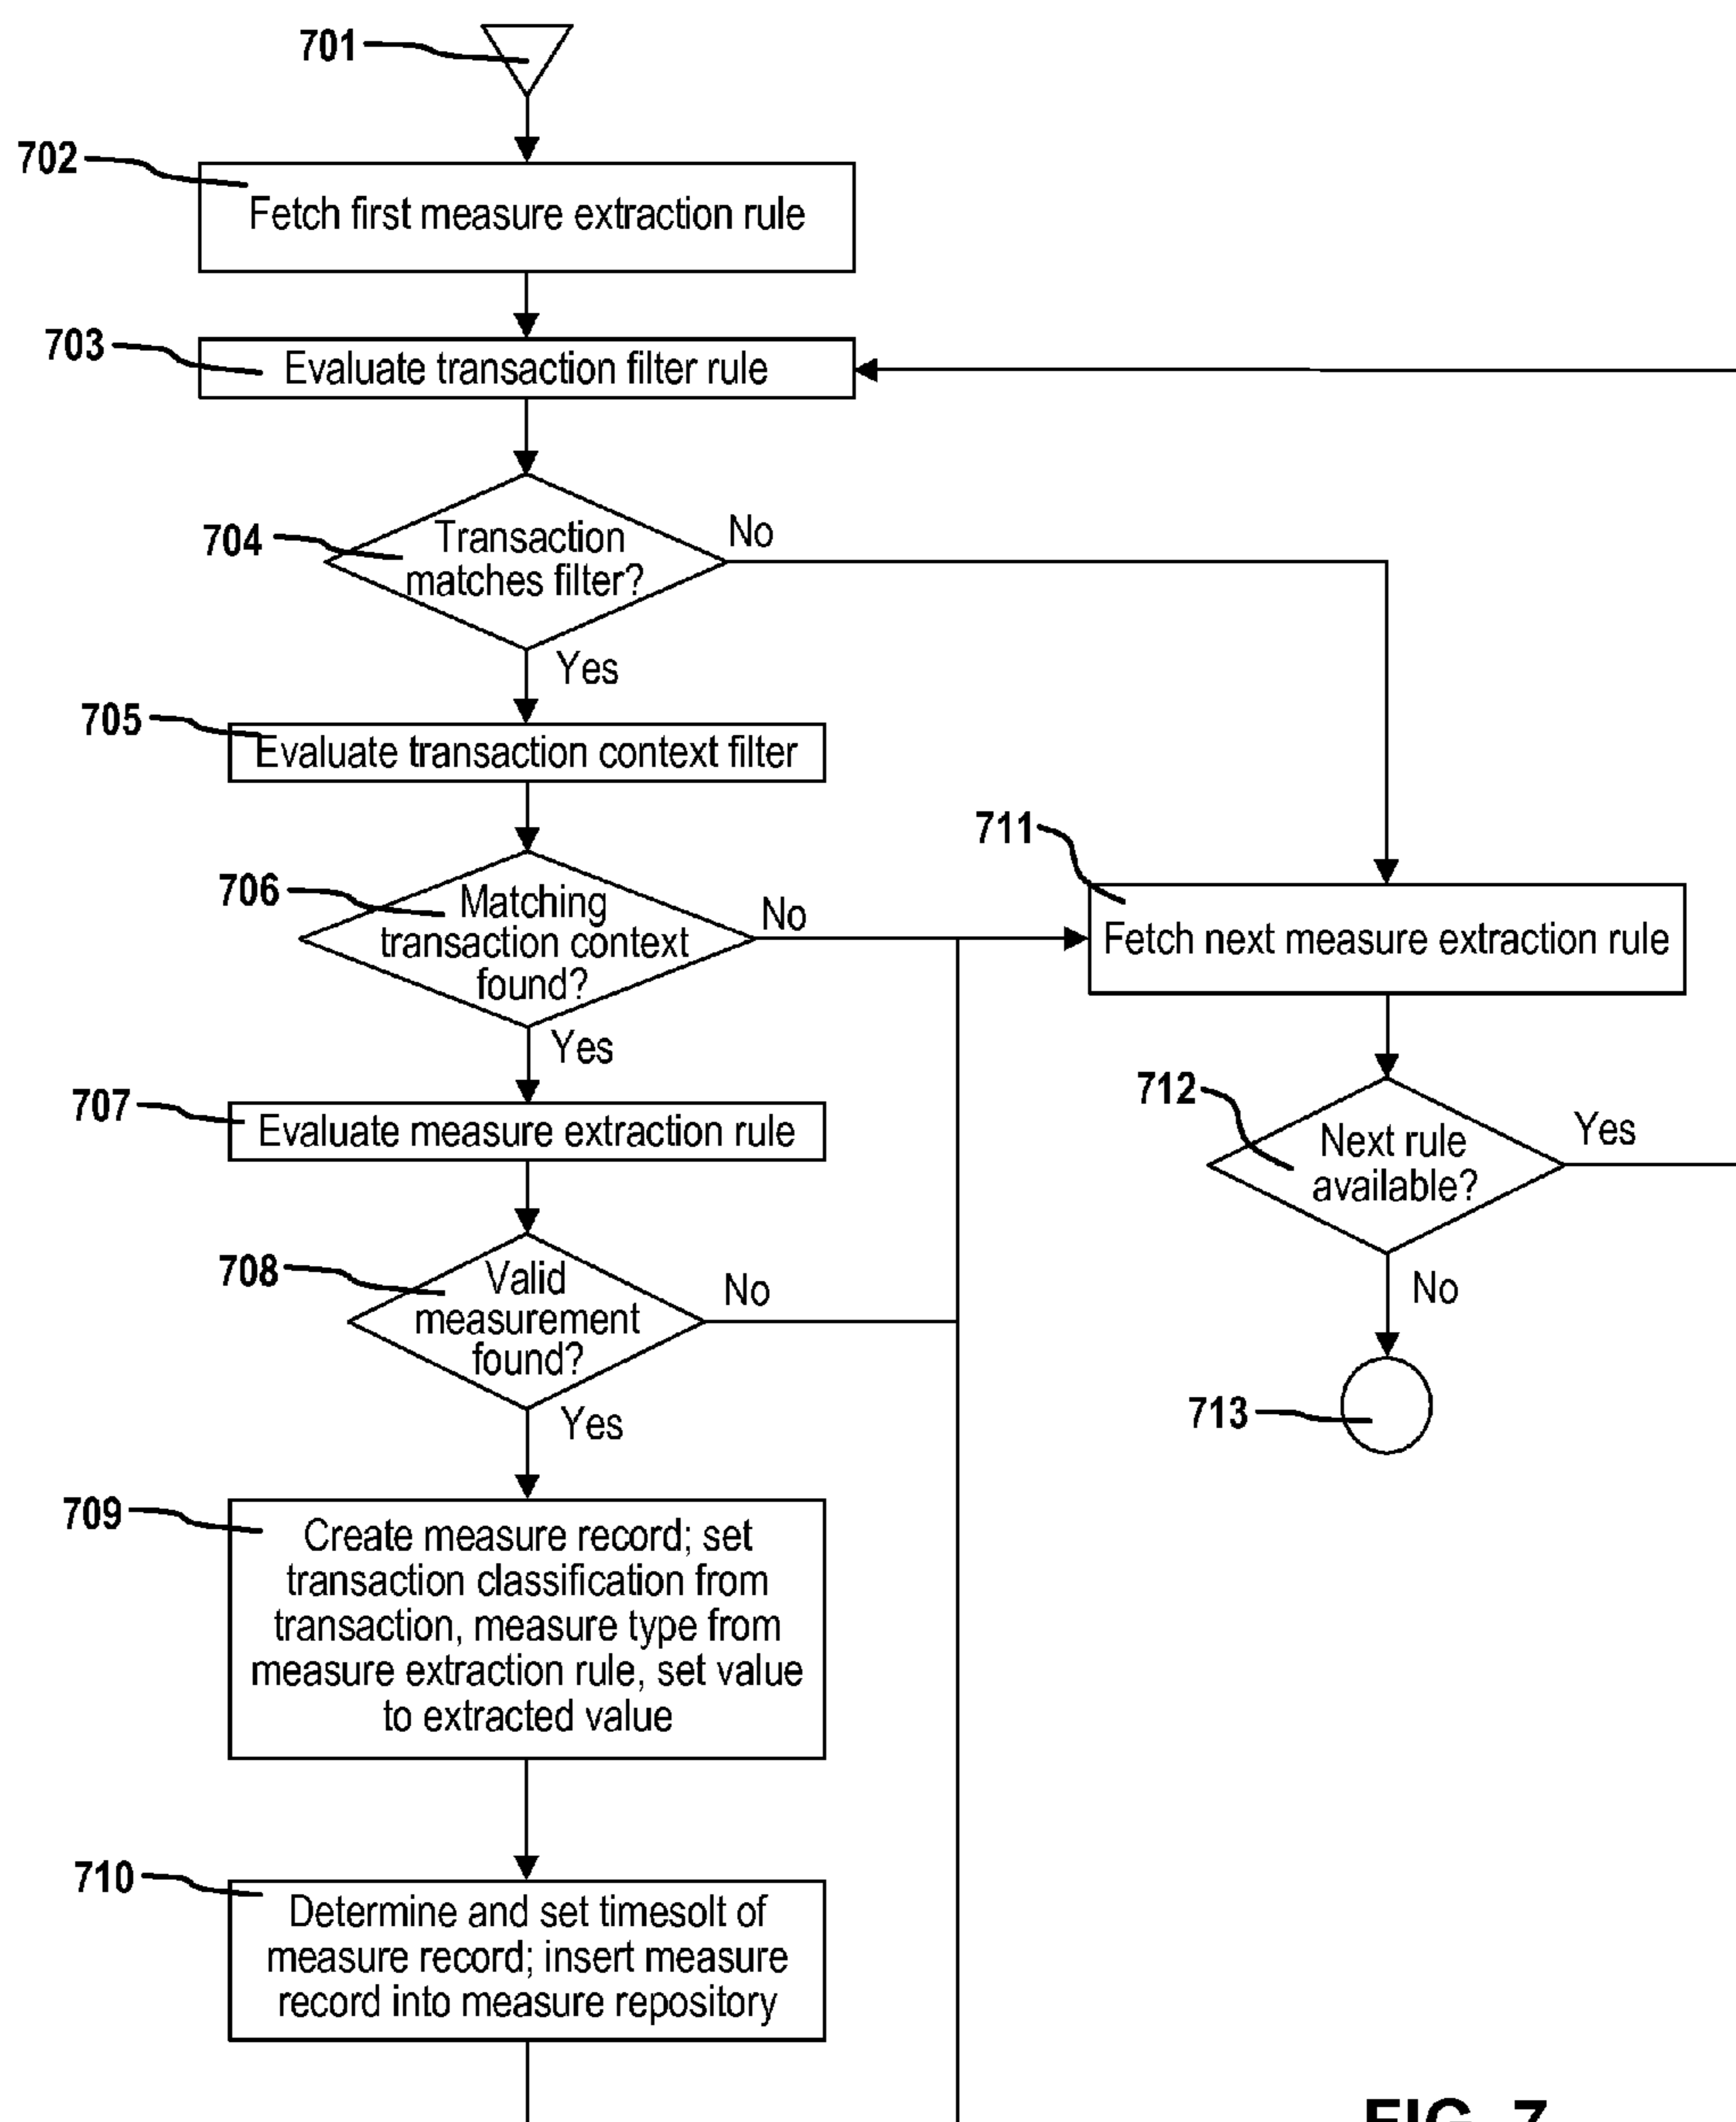 701
702
Fetch first measure extraction rule
703
Evaluate transaction filter rule
704
Transaction
matches filter?
No
Yes
705
Evaluate transaction context filter
706
Matching
transaction context
found?
No
Yes
711
Fetch next measure extraction rule
707
Evaluate measure extraction rule
712
Next rule
available?
Yes
No
708
Valid
measurement
found?
No
Yes
713
709
Create measure record; set
transaction classification from
transaction, measure type from
measure extraction rule, set value
to extracted value
710
Determine and set timesolt of
measure record; insert measure
record into measure repository
FIG. 7